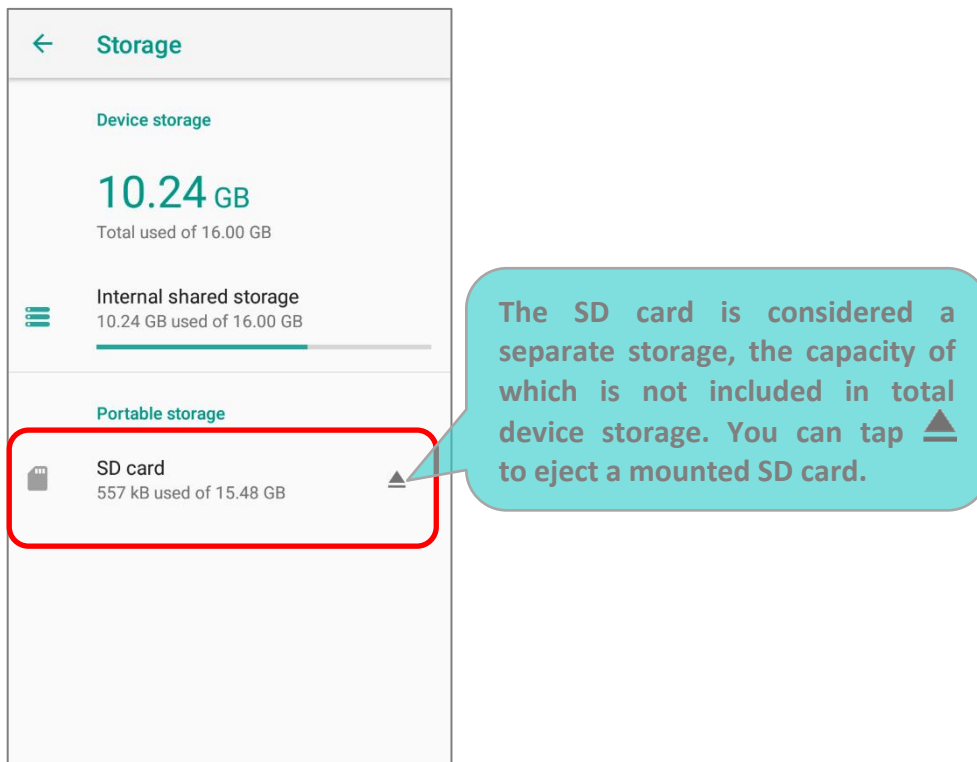 Storage
Device storage
10.24 GB
Total used of 16.00 GB
Internal shared storage
10.24 GB used of 16.00 GB
Portable storage
SD card
557 kB used of 15.48 GB
The SD card is considered a
separate storage, the capacity of
which is not included in total
device storage. You can tap
to eject a mounted SD card.